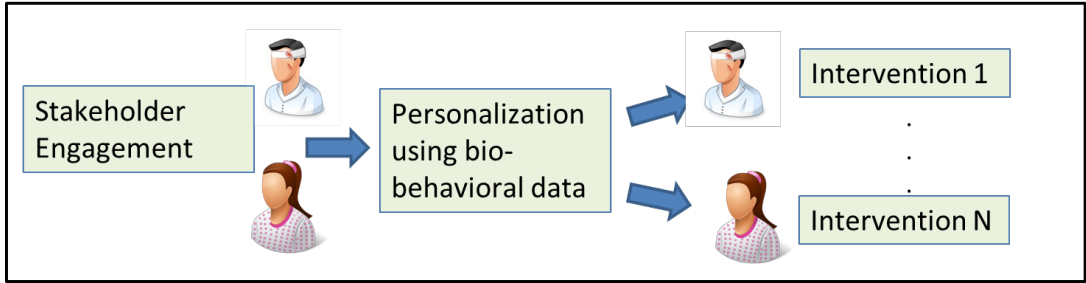 Stakeholder
Engagement
Personalization
using bio-
behavioral data
Intervention 1
.
.
.
Intervention N